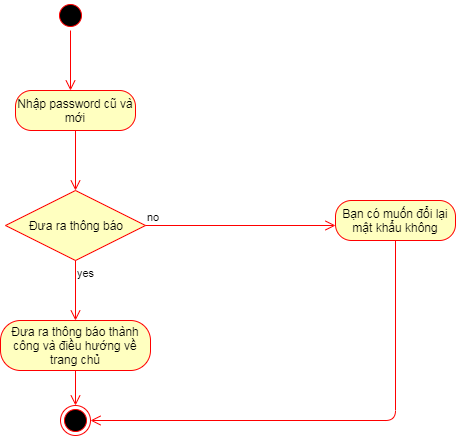 Nhập password cũ và
mới
Đưa ra thông báo
no
Bạn có muốn đổi lại
mật khẩu không
yes
Đưa ra thông báo thành
công và điều hướng về
trang chủ